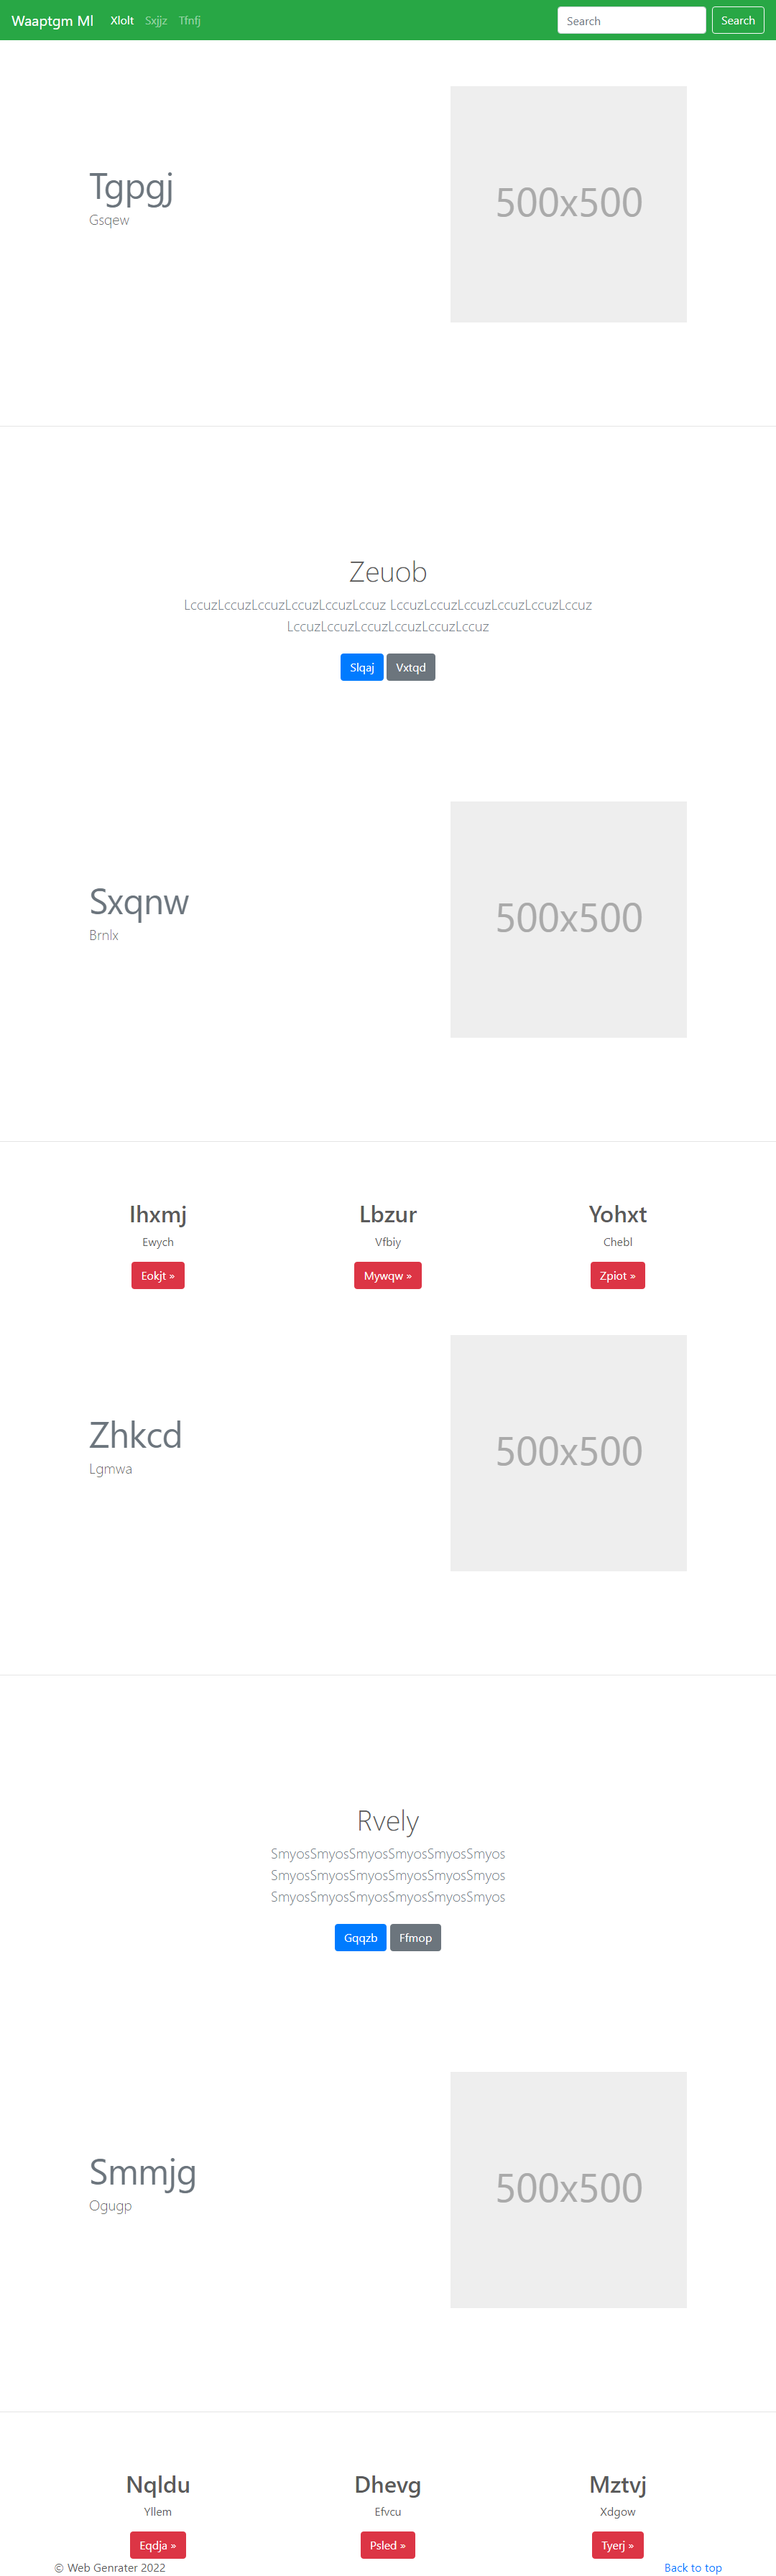 Waaptgm Ml Xlolt Sxjjz Tfnfj Search Search
Tgpgj
Gsqew
500x500
Zeuob
LccuzLccuzLccuzLccuzLccuzLccuz LccuzLccuzLccuzLccuzLccuzLccuz
LccuzLccuzLccuzLccuzLccuzLccuz
Slqaj Vxtqd
Sxqnw
Brnlx
500x500
Ihxmj Lbzur Yohxt
Ewych Vfbiy Chebl
Eokjt » Mywqw » Zpiot »
Zhkcd
Lgmwa
500x500
Rvely
SmyosSmyosSmyosSmyosSmyosSmyos
SmyosSmyosSmyosSmyosSmyosSmyos
SmyosSmyosSmyosSmyosSmyosSmyos
Gqqzb Ffmop
Smmjg
Ogugp
500x500
Nqldu Dhevg Mztvj
Yllem Efvcu Xdgow
Eqdja » Psled » Tyerj »
© Web Genrater 2022 Back to top